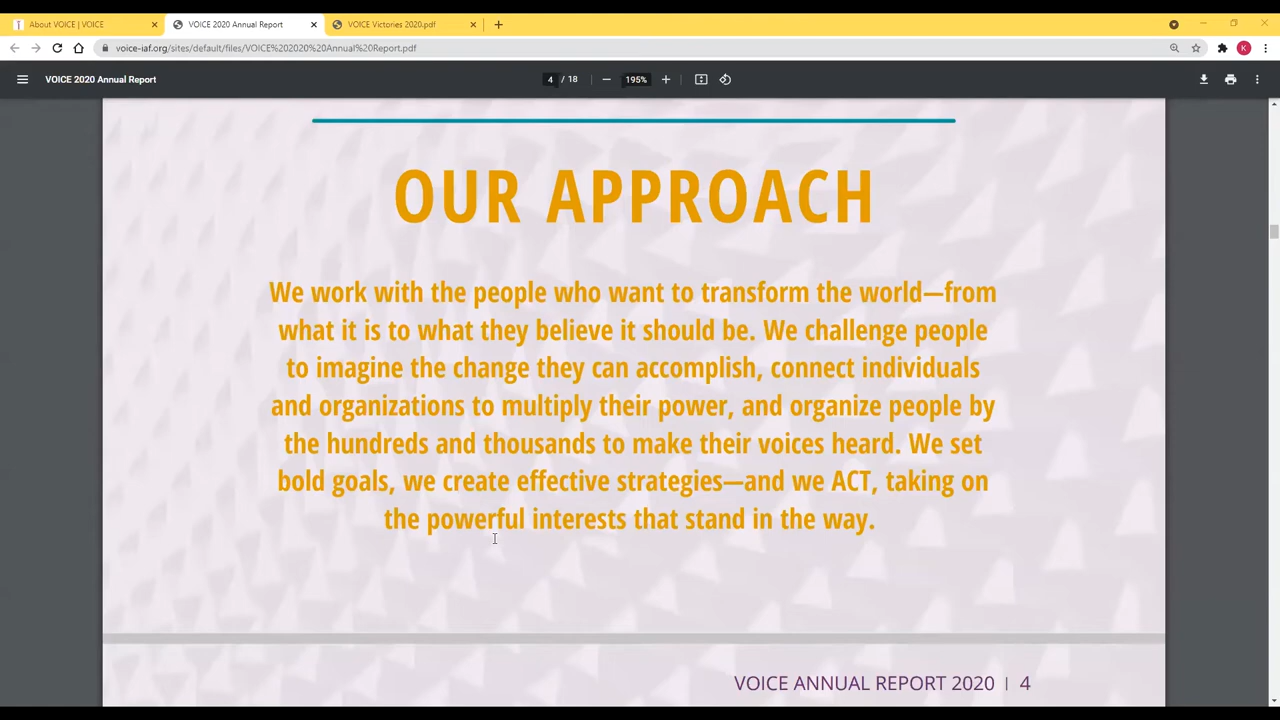 About VOICE | VOICE
VOICE 2020 Annual Report
VOICE Victories 2020.pdf
voice-iaf.org/sites/default/files/VOICE%202020%20Annual%20Report.pdf
K
VOICE 2020 Annual Report
4 / 18
195%
OUR APPROACH
We work with the people who want to transform the world—from
what it is to what they believe it should be. We challenge people
to imagine the change they can accomplish, connect individuals
and organizations to multiply their power, and organize people by
the hundreds and thousands to make their voices heard. We set
bold goals, we create effective strategies—and we ACT, taking on
the powerful interests that stand in the way.
VOICE ANNUAL REPORT 2020 | 4